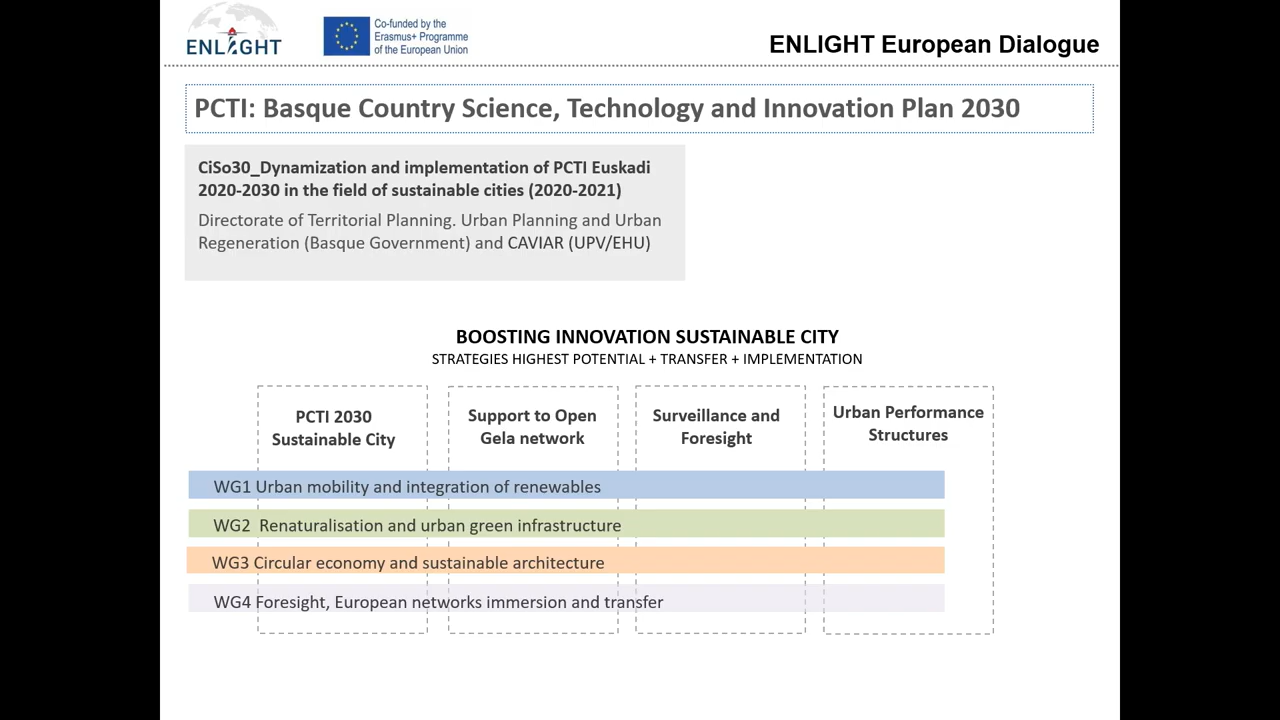 ENLIGHT
Co-funded by the
Erasmus+ Programme
of the European Union
ENLIGHT European Dialogue
PCTI: Basque Country Science, Technology and Innovation Plan 2030
CiSo30_Dynamization and implementation of PCTI Euskadi
2020-2030 in the field of sustainable cities (2020-2021)
Directorate of Territorial Planning. Urban Planning and Urban
Regeneration (Basque Government) and CAVIAR (UPV/EHU)
BOOSTING INNOVATION SUSTAINABLE CITY
STRATEGIES HIGHEST POTENTIAL + TRANSFER + IMPLEMENTATION
PCTI 2030
Sustainable City
Support to Open
Gela network
Surveillance and
Foresight
Urban Performance
Structures
WG1 Urban mobility and integration of renewables
WG2 Renaturalisation and urban green infrastructure
WG3 Circular economy and sustainable architecture
WG4 Foresight, European networks immersion and transfer